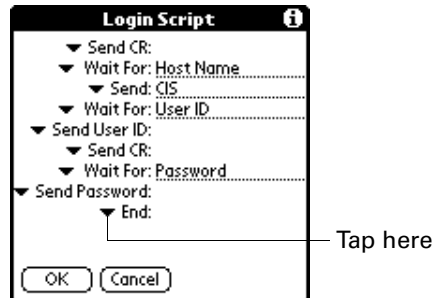 Login Script i
Send CR:
Wait For: Host Name
Send: CIS
Wait For: User ID
Send User ID:
Send CR:
Wait For: Password
Send Password:
End:
Tap here
OK Cancel